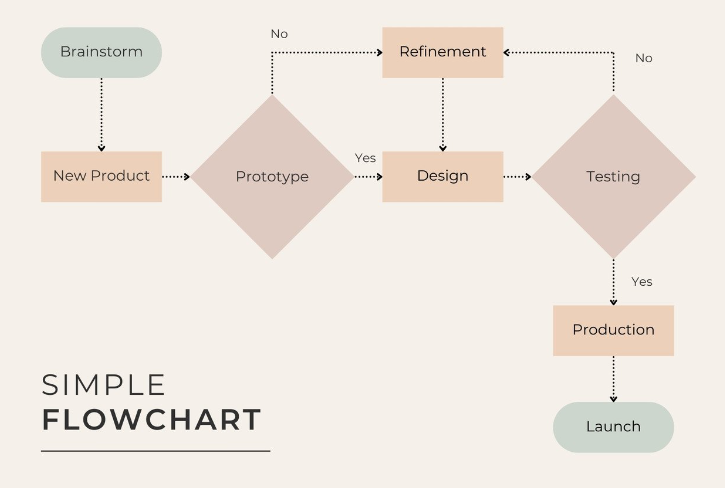 Brainstorm
No
Refinement
No
New Product
Prototype
Yes
Design
Testing
Yes
Production
Launch
SIMPLE
FLOWCHART